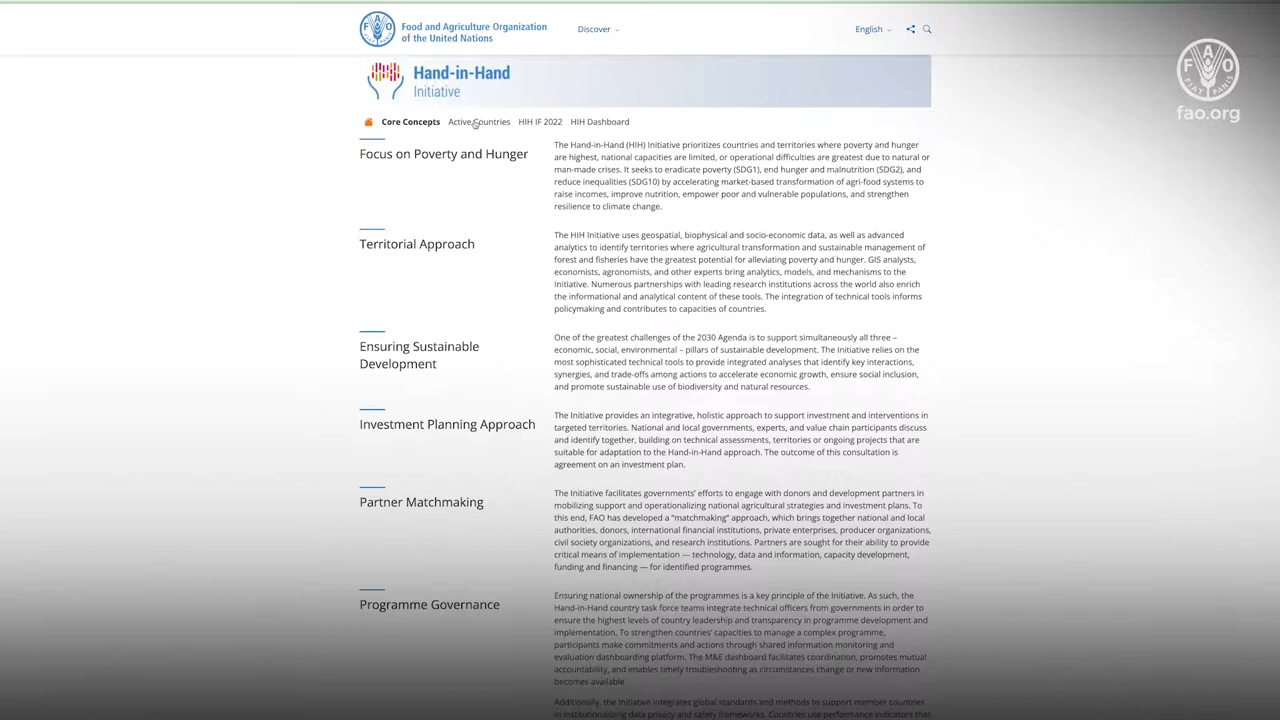 Food and Agriculture Organization
of the United Nations
Discover
English
FAO
FIAT PANIS
fao.org
Hand-in-Hand
Initiative
Core Concepts
Active Countries
HIH IF 2022
HIH Dashboard
Focus on Poverty and Hunger
The Hand-in-Hand (HIH) Initiative prioritizes countries and territories where poverty and hunger
are highest, national capacities are limited, or operational difficulties are greatest due to natural or
man-made crises. It seeks to eradicate poverty (SDG1), end hunger and malnutrition (SDG2), and
reduce inequalities (SDG10) by accelerating market-based transformation of agri-food systems to
raise incomes, improve nutrition, empower poor and vulnerable populations, and strengthen
resilience to climate change.
Territorial Approach
The HIH Initiative uses geospatial, biophysical and socio-economic data, as well as advanced
analytics to identify territories where agricultural transformation and sustainable management of
forest and fisheries have the greatest potential for alleviating poverty and hunger. GIS analysts,
economists, agronomists, and other experts bring analytics, models, and mechanisms to the
Initiative. Numerous partnerships with leading research institutions across the world also enrich
the informational and analytical content of these tools. The integration of technical tools informs
policymaking and contributes to capacities of countries.
Ensuring Sustainable
Development
One of the greatest challenges of the 2030 Agenda is to support simultaneously all three –
economic, social, environmental – pillars of sustainable development. The Initiative relies on the
most sophisticated technical tools to provide integrated analyses that identify key interactions,
synergies, and trade-offs among actions to accelerate economic growth, ensure social inclusion,
and promote sustainable use of biodiversity and natural resources.
Investment Planning Approach
The Initiative provides an integrative, holistic approach to support investment and interventions in
targeted territories. National and local governments, experts, and value chain participants discuss
and identify together, building on technical assessments, territories or ongoing projects that are
suitable for adaptation to the Hand-in-Hand approach. The outcome of this consultation is
agreement on an investment plan.
Partner Matchmaking
The Initiative facilitates governments' efforts to engage with donors and development partners in
mobilizing support and operationalizing national agricultural strategies and investment plans. To
this end, FAO has developed a "matchmaking" approach, which brings together national and local
authorities, donors, international financial institutions, private enterprises, producer organizations,
civil society organizations, and research institutions. Partners are sought for their ability to provide
critical means of implementation — technology, data and information, capacity development,
funding and financing — for identified programmes.
Programme Governance
Ensuring national ownership of the programmes is a key principle of the Initiative. As such, the
Hand-in-Hand country task force teams integrate technical officers from governments in order to
ensure the highest levels of country leadership and transparency in programme development and
implementation. To strengthen countries' capacities to manage a complex programme,
participants make commitments and actions through shared information monitoring and
evaluation dashboarding platform. The M&E dashboard facilitates coordination, promotes mutual
accountability, and enables timely troubleshooting as circumstances change or new information
becomes available
Additionally, the Initiative integrates global standards and methods to support member countries
in institutionalizing data privacy and safety frameworks. Countries use performance indicators that